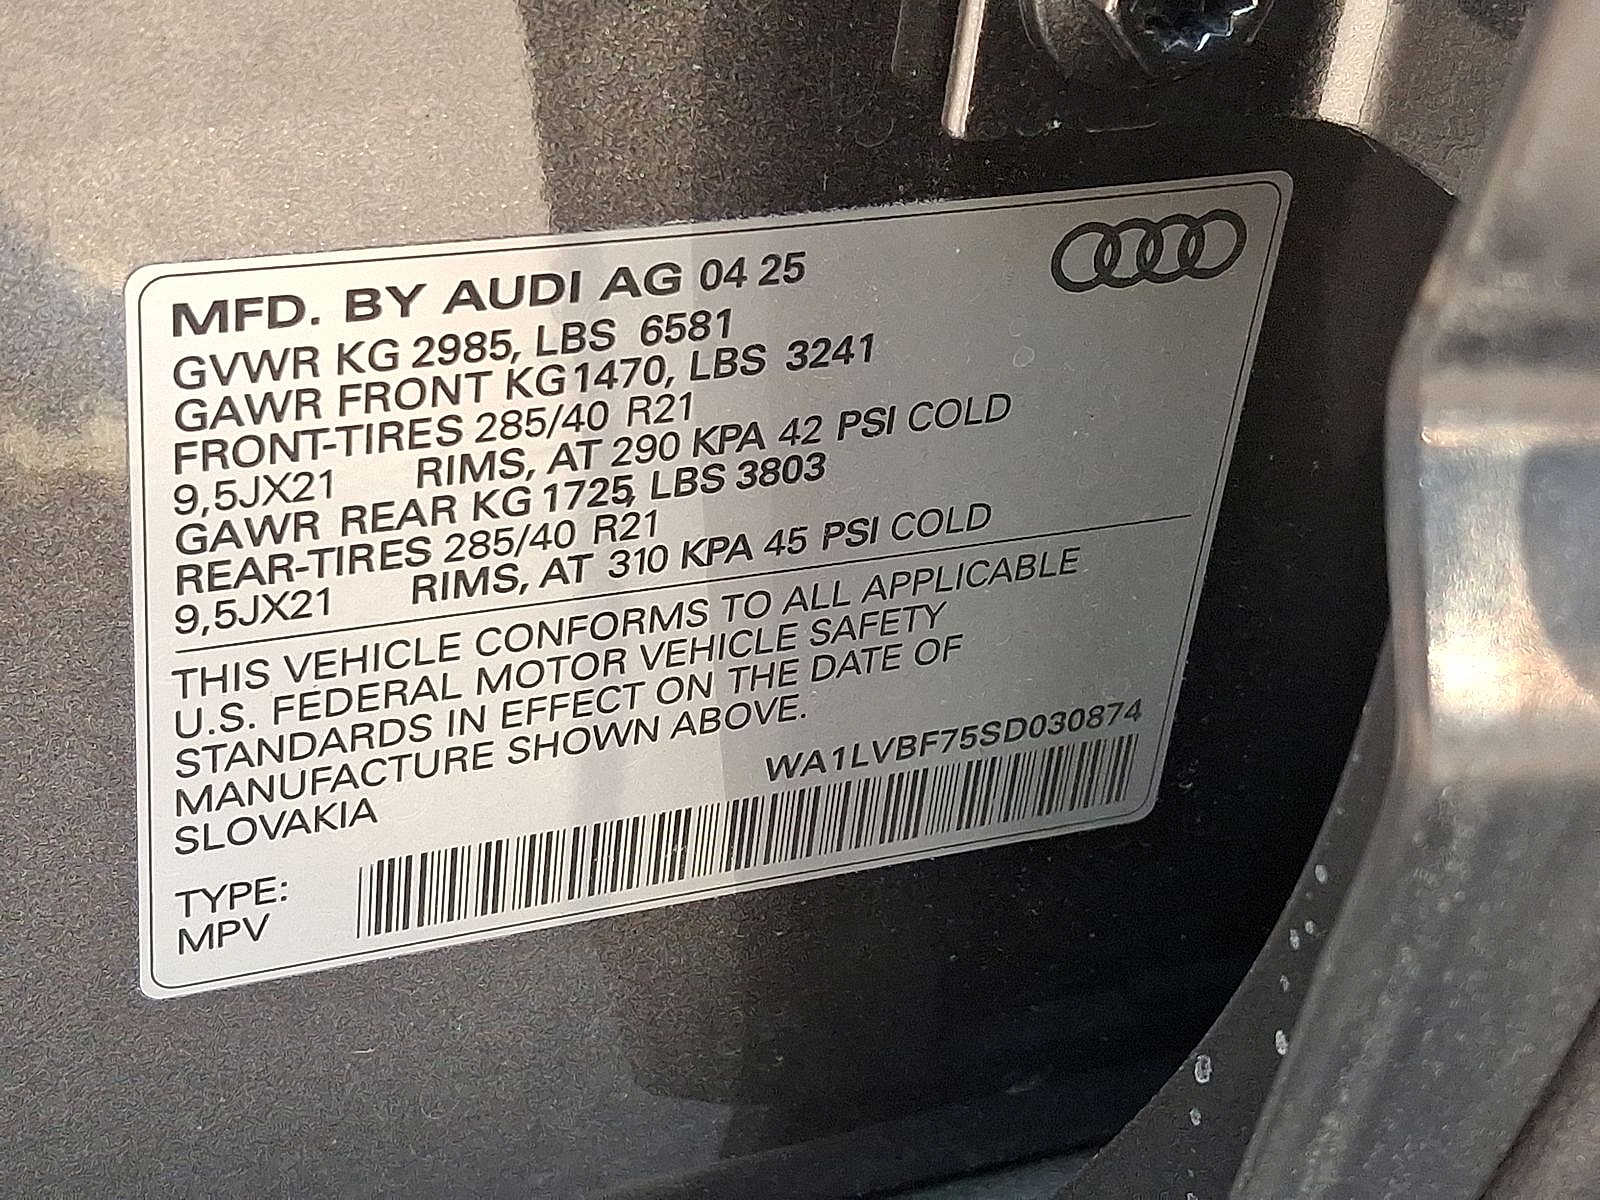 MFD. BY AUDI AG 04 25
GVWR KG 2985, LBS 6581
GAWR FRONT KG 1470, LBS 3241
FRONT-TIRES 285/40 R21
9,5JX21 RIMS, AT 290 KPA 42 PSI COLD
GAWR REAR KG 1725, LBS 3803
REAR-TIRES 285/40 R21
9,5JX21 RIMS, AT 310 KPA 45 PSI COLD
THIS VEHICLE CONFORMS TO ALL APPLICABLE
U.S. FEDERAL MOTOR VEHICLE SAFETY
STANDARDS IN EFFECT ON THE DATE OF
MANUFACTURE SHOWN ABOVE.
SLOVAKIA
WA1LVBF75SD030874
TYPE:
MPV